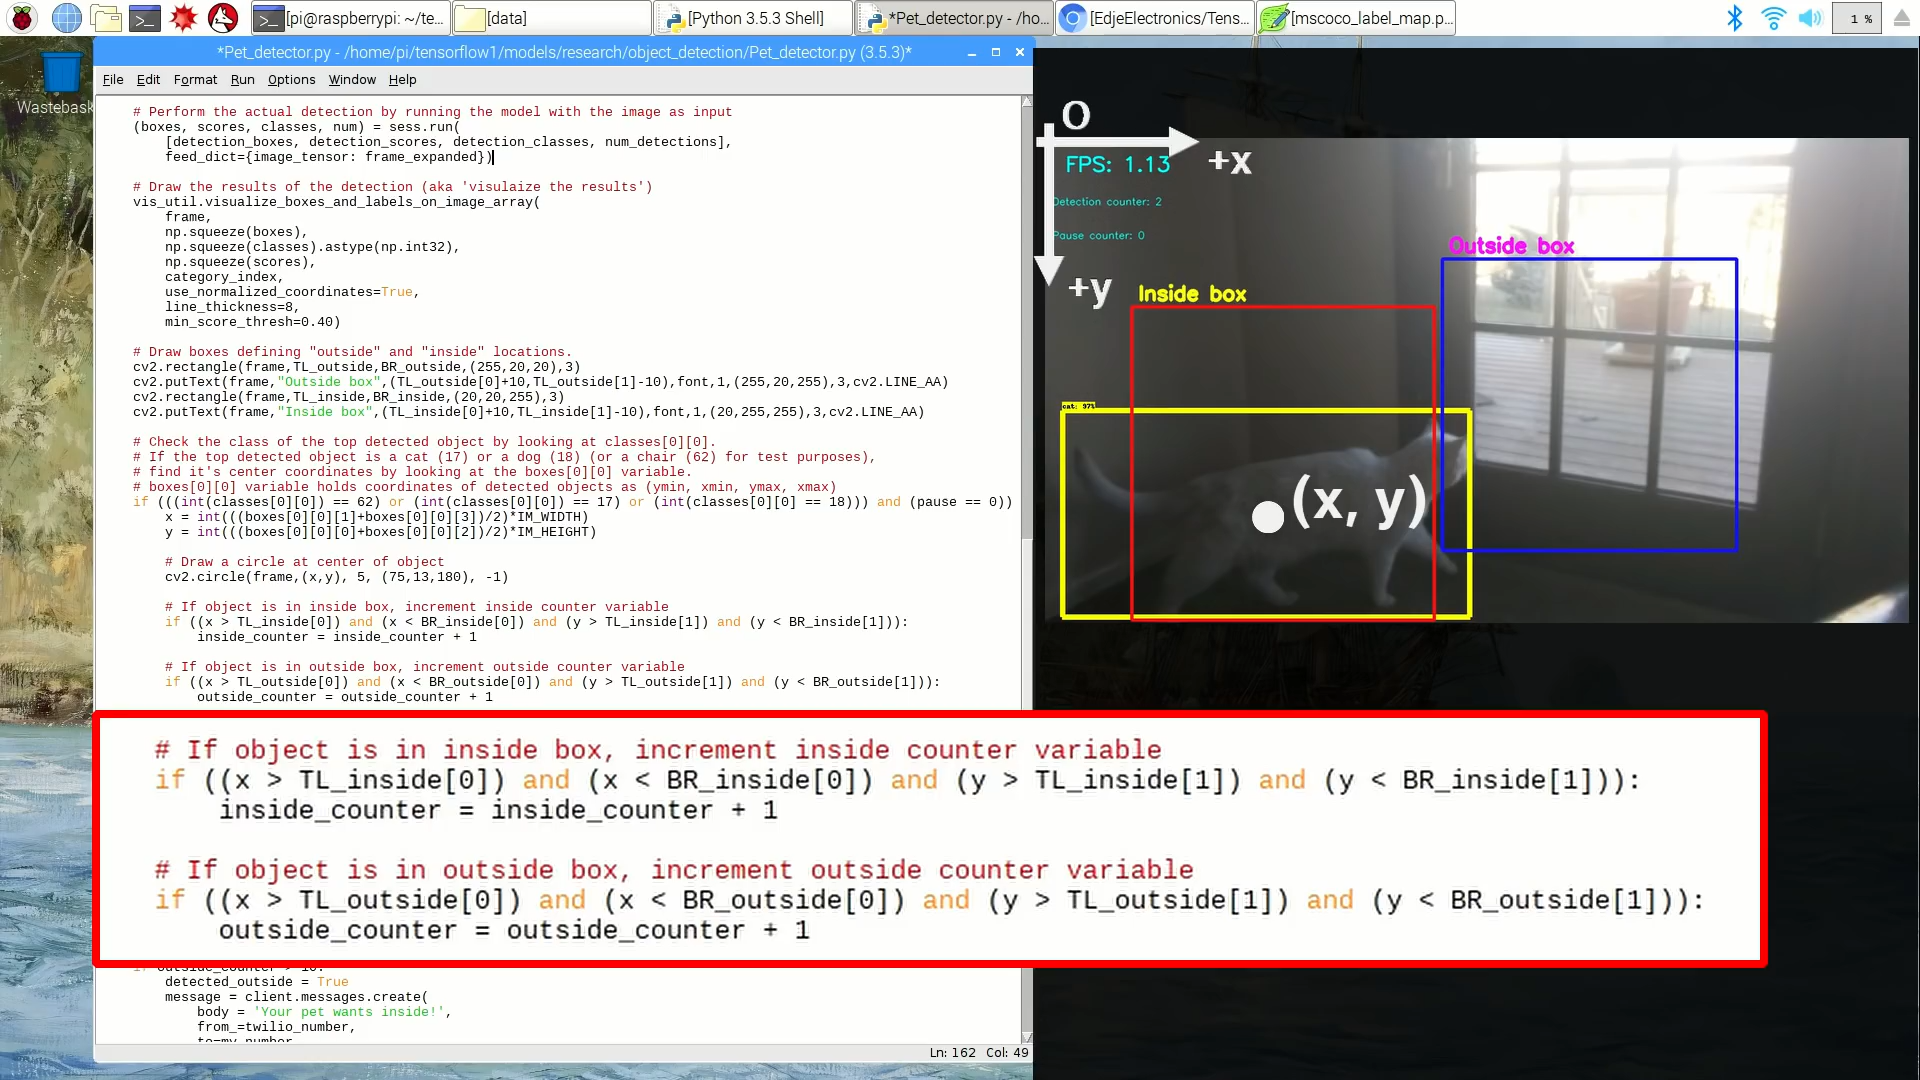 [pi@raspberrypi: ~/te...
[data]
[Python 3.5.3 Shell]
*Pet_detector.py - /ho...
[EdjeElectronics/Tens...
[mscoco_label_map.p...
1 %
Wastebask
*Pet_detector.py - /home/pi/tensorflow1/models/research/object_detection/Pet_detector.py (3.5.3)*
File Edit Format Run Options Window Help
# Perform the actual detection by running the model with the image as input
(boxes, scores, classes, num) = sess.run(
[detection_boxes, detection_scores, detection_classes, num_detections],
feed_dict={image_tensor: frame_expanded})
# Draw the results of the detection (aka 'visulaize the results')
vis_util.visualize_boxes_and_labels_on_image_array(
frame,
np.squeeze(boxes),
np.squeeze(classes).astype(np.int32),
np.squeeze(scores),
category_index,
use_normalized_coordinates=True,
line_thickness=8,
min_score_thresh=0.40)
# Draw boxes defining "outside" and "inside" locations.
cv2.rectangle(frame,TL_outside,BR_outside,(255,20,20),3)
cv2.putText(frame,"Outside box",(TL_outside[0]+10,TL_outside[1]-10),font,1,(255,20,255),3,cv2.LINE_AA)
cv2.rectangle(frame,TL_inside,BR_inside,(20,20,255),3)
cv2.putText(frame,"Inside box",(TL_inside[0]+10,TL_inside[1]-10),font,1,(20,255,255),3,cv2.LINE_AA)
# Check the class of the top detected object by looking at classes[0][0].
# If the top detected object is a cat (17) or a dog (18) (or a chair (62) for test purposes),
# find it's center coordinates by looking at the boxes[0][0] variable.
# boxes[0][0] variable holds coordinates of detected objects as (ymin, xmin, ymax, xmax)
if (((int(classes[0][0]) == 62) or (int(classes[0][0]) == 17) or (int(classes[0][0] == 18))) and (pause == 0))
x = int(((boxes[0][0][1]+boxes[0][0][3])/2)*IM_WIDTH)
y = int(((boxes[0][0][0]+boxes[0][0][2])/2)*IM_HEIGHT)
# Draw a circle at center of object
cv2.circle(frame,(x,y), 5, (75,13,180), -1)
# If object is in inside box, increment inside counter variable
if ((x > TL_inside[0]) and (x < BR_inside[0]) and (y > TL_inside[1]) and (y < BR_inside[1])):
inside_counter = inside_counter + 1
# If object is in outside box, increment outside counter variable
if ((x > TL_outside[0]) and (x < BR_outside[0]) and (y > TL_outside[1]) and (y < BR_outside[1])):
outside_counter = outside_counter + 1
# If object is in inside box, increment inside counter variable
if ((x > TL_inside[0]) and (x < BR_inside[0]) and (y > TL_inside[1]) and (y < BR_inside[1])):
inside_counter = inside_counter + 1
# If object is in outside box, increment outside counter variable
if ((x > TL_outside[0]) and (x < BR_outside[0]) and (y > TL_outside[1]) and (y < BR_outside[1])):
outside_counter = outside_counter + 1
detected_outside = True
message = client.messages.create(
body = 'Your pet wants inside!',
from_=twilio_number,
Ln: 162 Col: 49
O
+x
FPS: 1.13
Detection counter: 2
Pause counter: 0
+y
Outside box
Inside box
cat: 97%
(x, y)